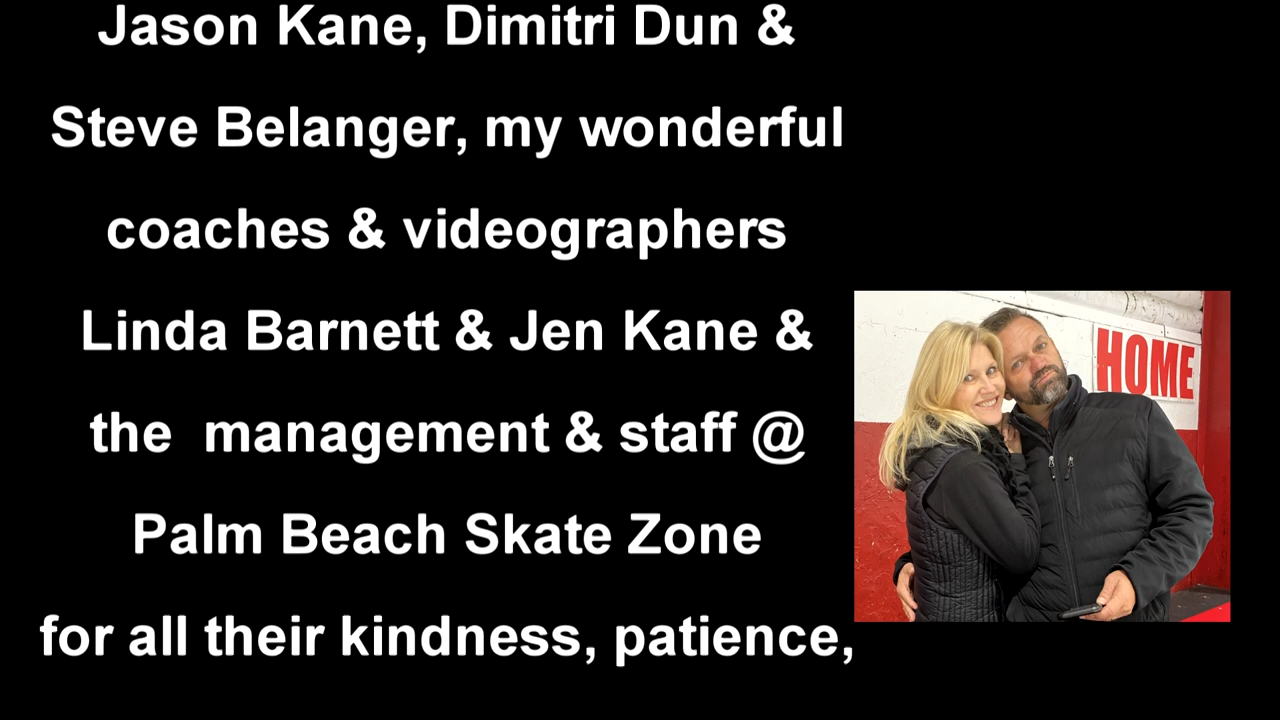 Jason Kane, Dimitri Dun &
Steve Belanger, my wonderful
coaches & videographers
Linda Barnett & Jen Kane &
the  management & staff @
Palm Beach Skate Zone
for all their kindness, patience,
HOME